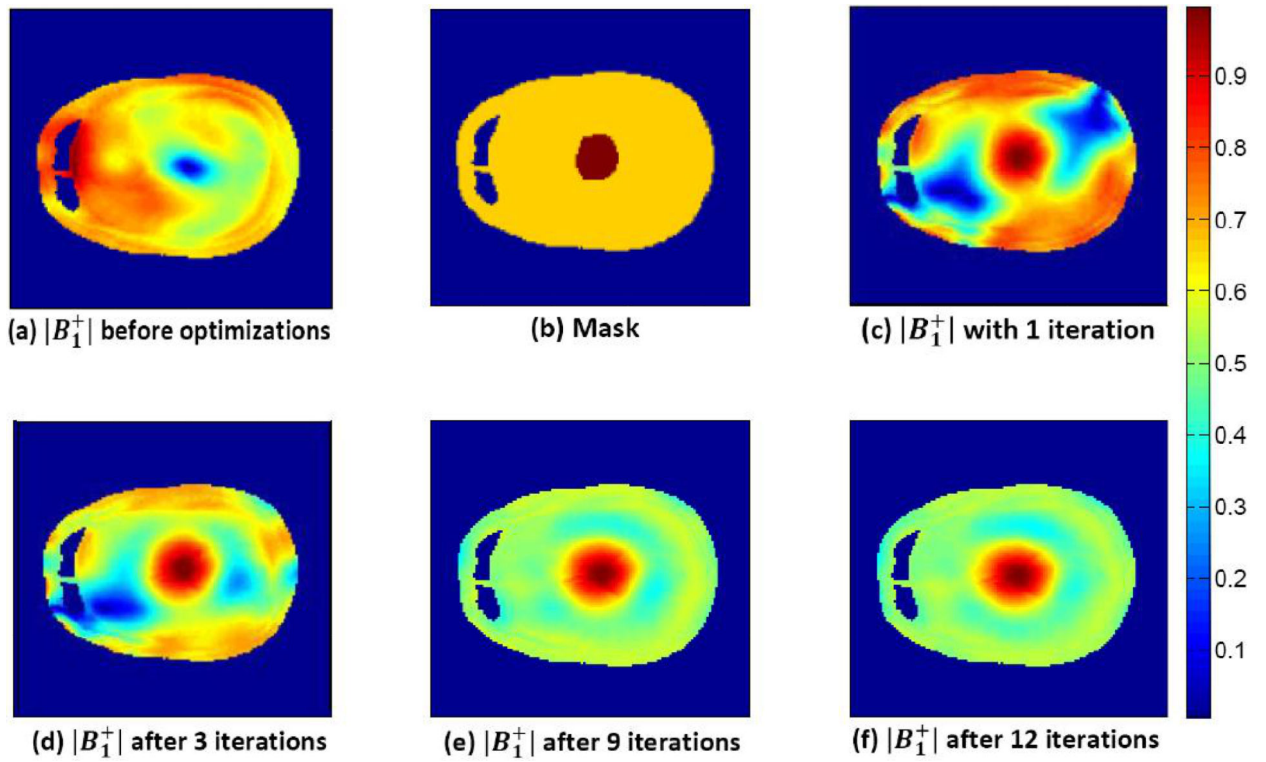 (a) |B₁⁺| before optimizations
(b) Mask
(c) |B₁⁺| with 1 iteration
0.9
0.8
0.7
0.6
0.5
0.4
0.3
0.2
0.1
(d) |B₁⁺| after 3 iterations
(e) |B₁⁺| after 9 iterations
(f) |B₁⁺| after 12 iterations